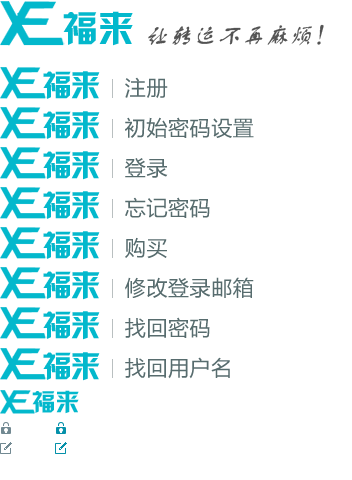 XE福来 让转运不再麻烦!
XE福来 | 注册
XE福来 | 初始密码设置
XE福来 | 登录
XE福来 | 忘记密码
XE福来 | 购买
XE福来 | 修改登录邮箱
XE福来 | 找回密码
XE福来 | 找回用户名
XE福来